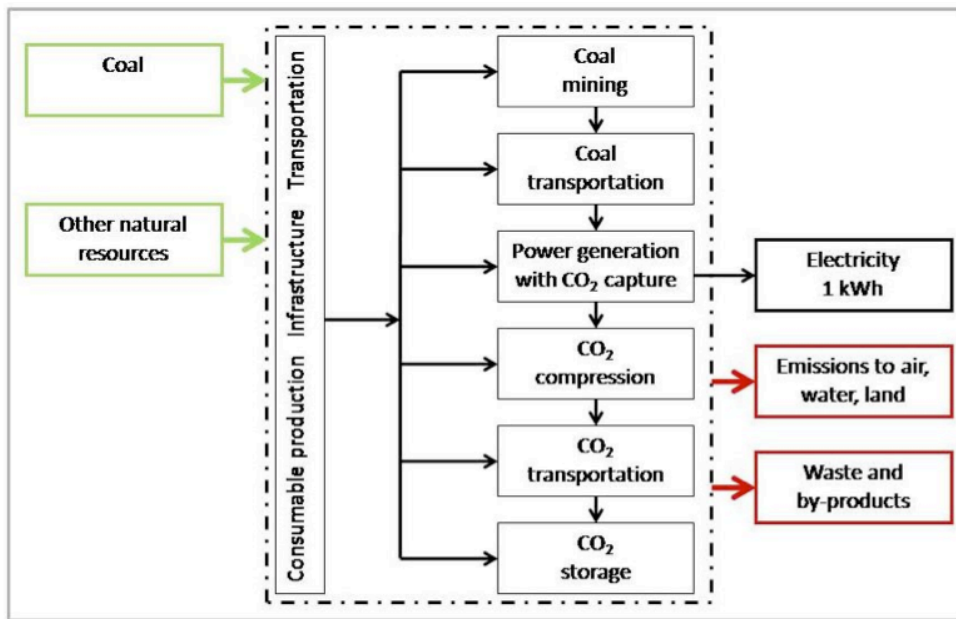 Coal
Other natural
resources
Consumable production Infrastructure Transportation
Coal
mining
Coal
transportation
Power generation
with CO₂ capture
CO₂
compression
CO₂
transportation
CO₂
storage
Electricity
1 kWh
Emissions to air,
water, land
Waste and
by-products